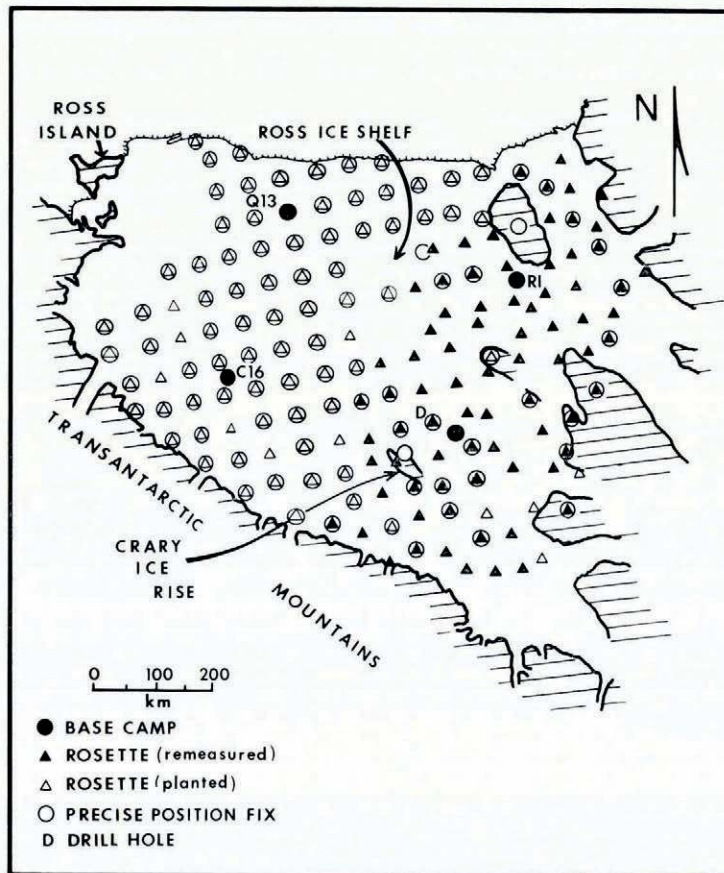 ROSS
ISLAND
ROSS ICE SHELF
N
Q13
R1
C16
D
TRANSANTARCTIC
MOUNTAINS
CRARY
ICE
RISE
0 100 200
km
BASE CAMP
ROSETTE (remeasured)
ROSETTE (planted)
PRECISE POSITION FIX
D DRILL HOLE